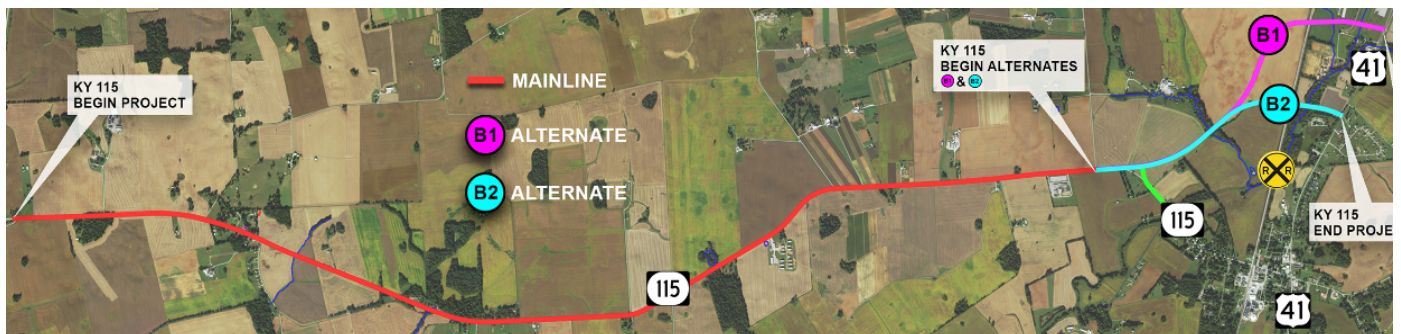 KY 115
BEGIN PROJECT
MAINLINE
B1 ALTERNATE
B2 ALTERNATE
KY 115
BEGIN ALTERNATES
B1 & B2
B1
41
B2
R R
115
KY 115
END PROJE
115
41